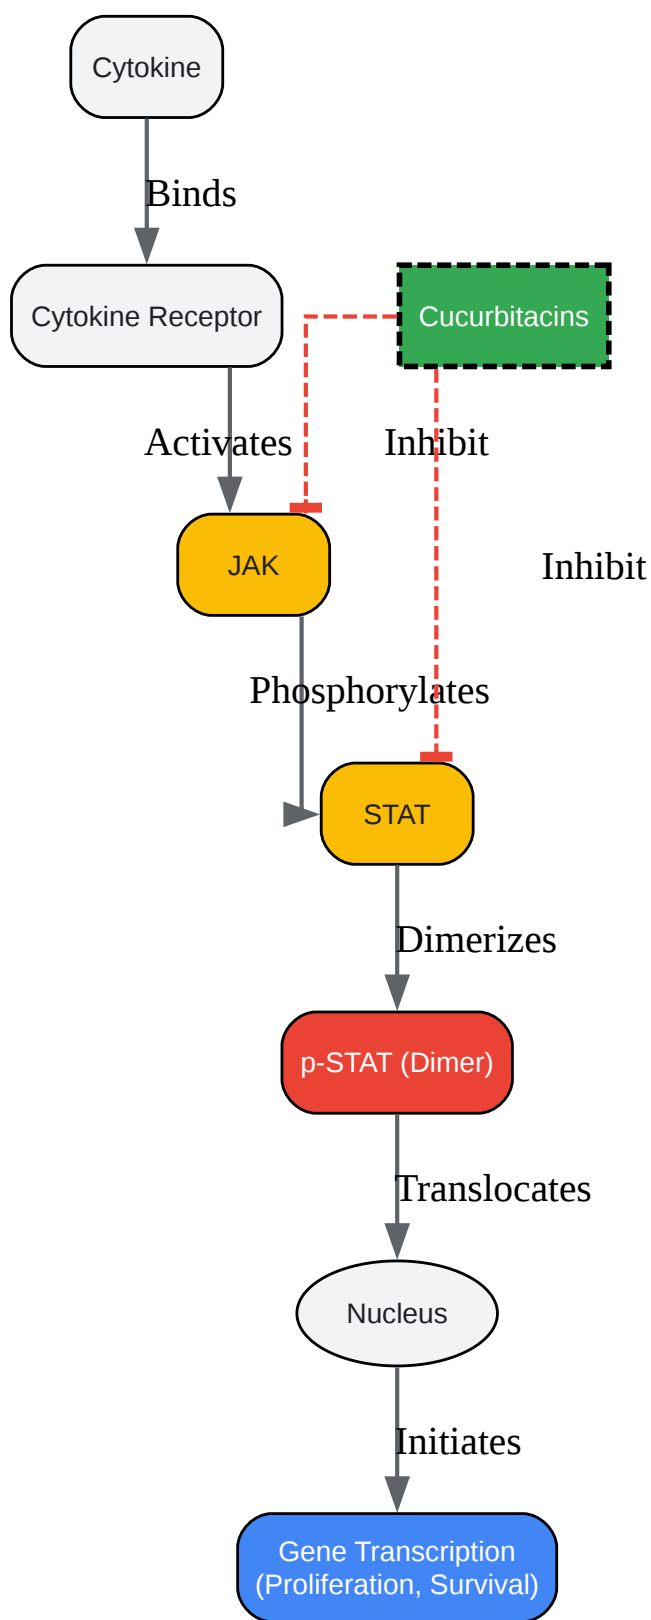 Cytokine
Binds
Cytokine Receptor
Cucurbitacins
Activates
Inhibit
JAK
Inhibit
Phosphorylates
STAT
Dimerizes
p-STAT (Dimer)
Translocates
Nucleus
Initiates
Gene Transcription
(Proliferation, Survival)